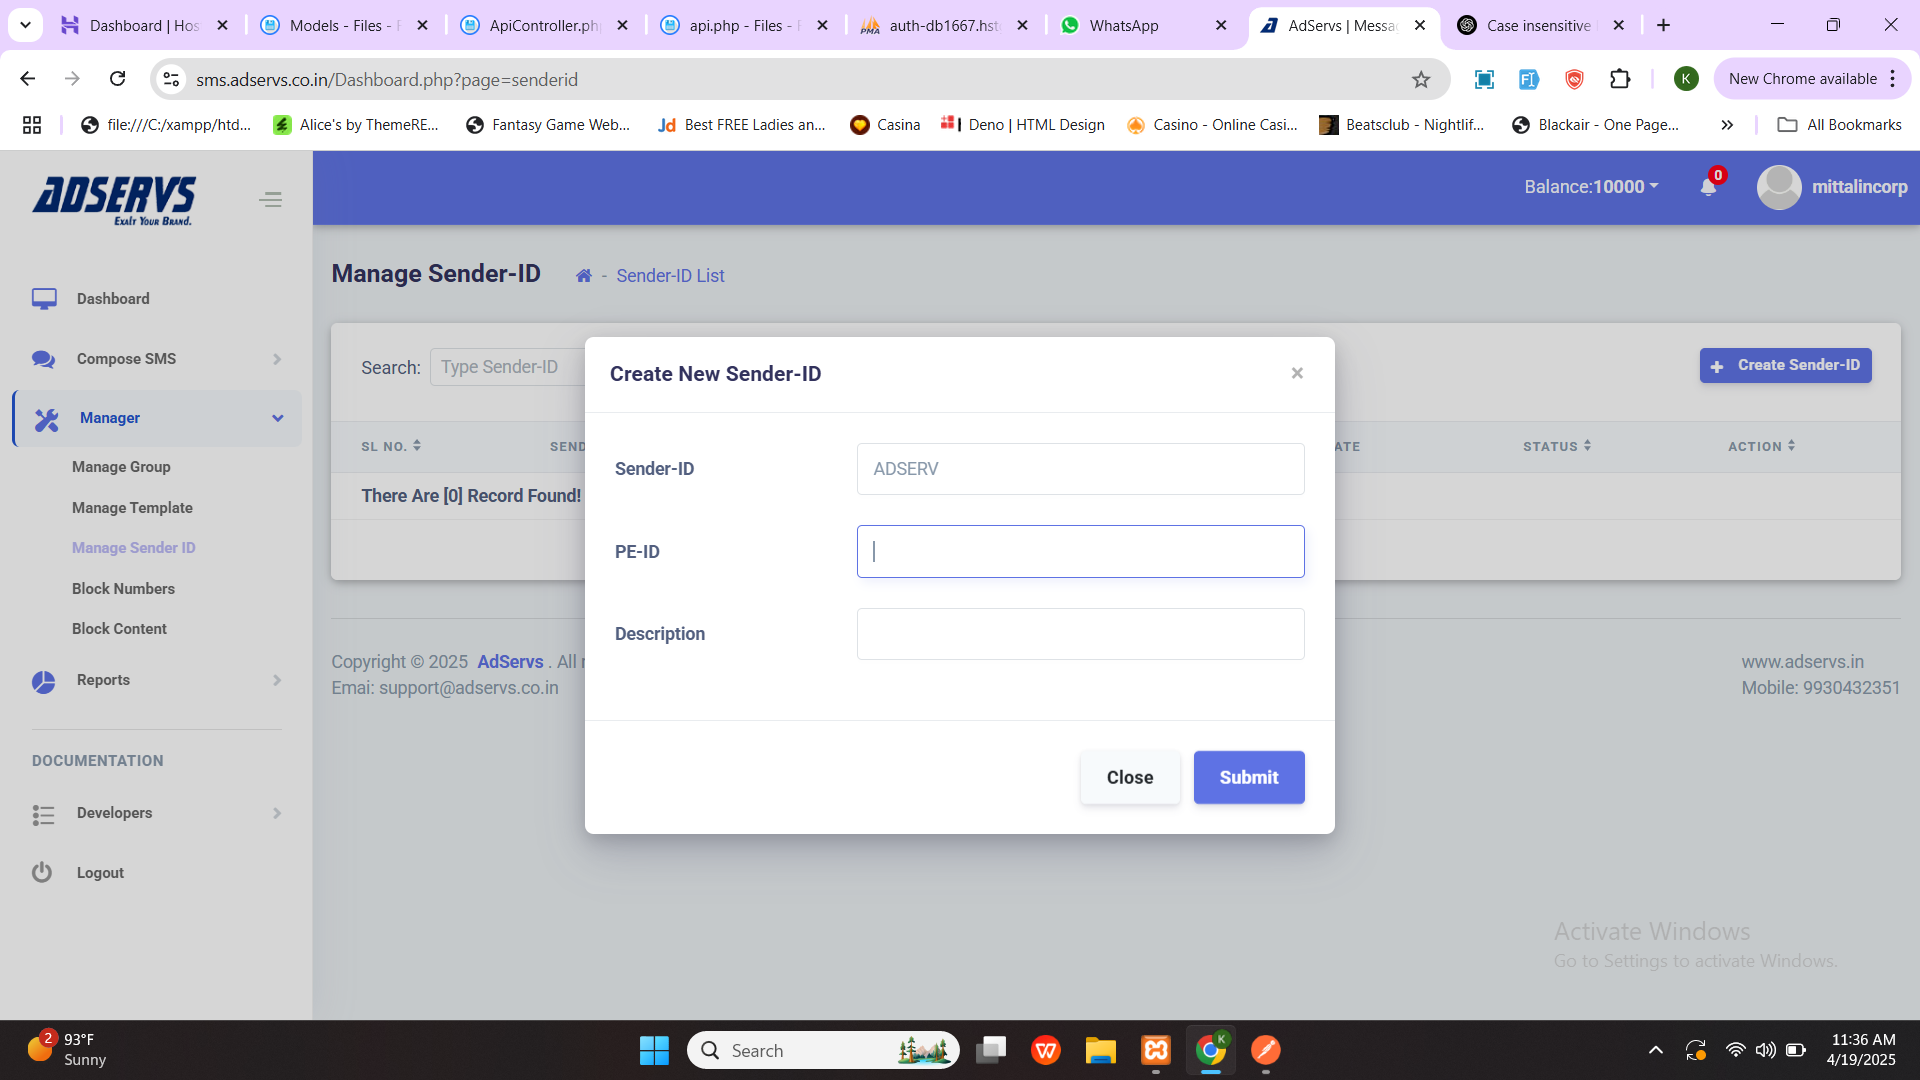 Dashboard | Hos
Models - Files - F
ApiController.ph
api.php - Files - F
PMA
auth-db1667.hst
WhatsApp
AdServs | Messa
Case insensitive
sms.adservs.co.in/Dashboard.php?page=senderid
K
New Chrome available
file:///C:/xampp/htd...
Alice's by ThemeRE...
Jd
Fantasy Game Web...
Best FREE Ladies an...
Casina
Deno | HTML Design
Casino - Online Casi...
Beatsclub - Nightlif...
Blackair - One Page...
All Bookmarks
ADSERVS
Exalt Your Brand.
Balance:10000
0
mittalincorp
Manage Sender-ID
- Sender-ID List
Dashboard
Compose SMS
Manager
Manage Group
Manage Template
Manage Sender ID
Block Numbers
Block Content
Reports
DOCUMENTATION
Developers
Logout
Search:
Type Sender-ID
Create Sender-ID
SL NO.
SEND
ATE
STATUS
ACTION
There Are [0] Record Found!
Create New Sender-ID
×
Sender-ID
ADSERV
PE-ID
Description
Close
Submit
Copyright © 2025 AdServs . All r
Emai: support@adservs.co.in
www.adservs.in
Mobile: 9930432351
Activate Windows
Go to Settings to activate Windows.
2
93°F
Sunny
Search
W
K
11:36 AM
4/19/2025